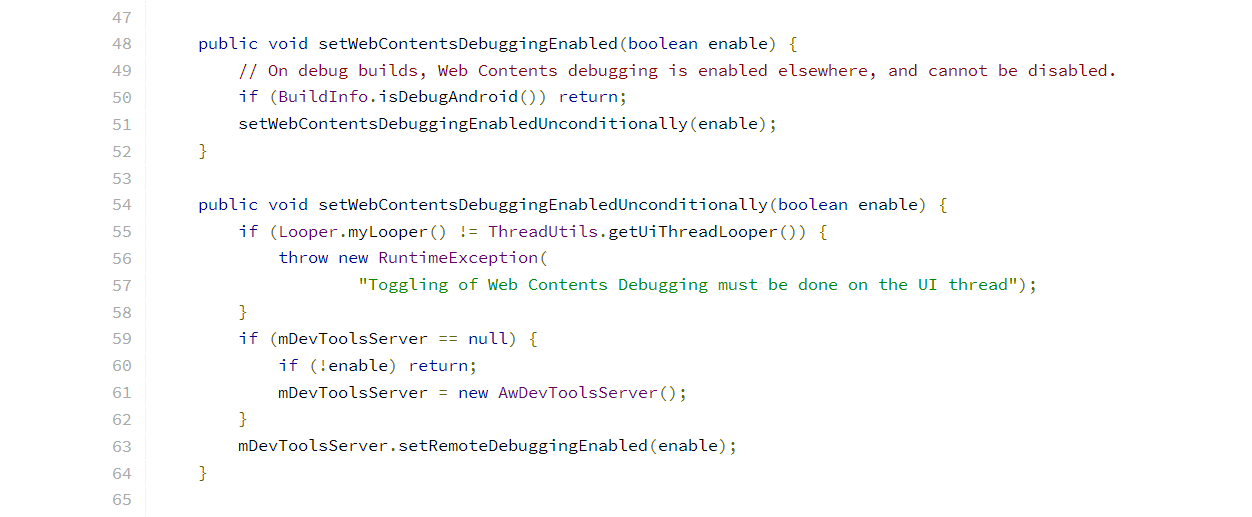 47
48 public void setWebContentsDebuggingEnabled(boolean enable) {
49 // On debug builds, Web Contents debugging is enabled elsewhere, and cannot be disabled.
50 if (BuildInfo.isDebugAndroid()) return;
51 setWebContentsDebuggingEnabledUnconditionally(enable);
52 }
53
54 public void setWebContentsDebuggingEnabledUnconditionally(boolean enable) {
55 if (Looper.myLooper() != ThreadUtils.getUiThreadLooper()) {
56 throw new RuntimeException(
57 "Toggling of Web Contents Debugging must be done on the UI thread");
58 }
59 if (mDevToolsServer == null) {
60 if (!enable) return;
61 mDevToolsServer = new AwDevToolsServer();
62 }
63 mDevToolsServer.setRemoteDebuggingEnabled(enable);
64 }
65